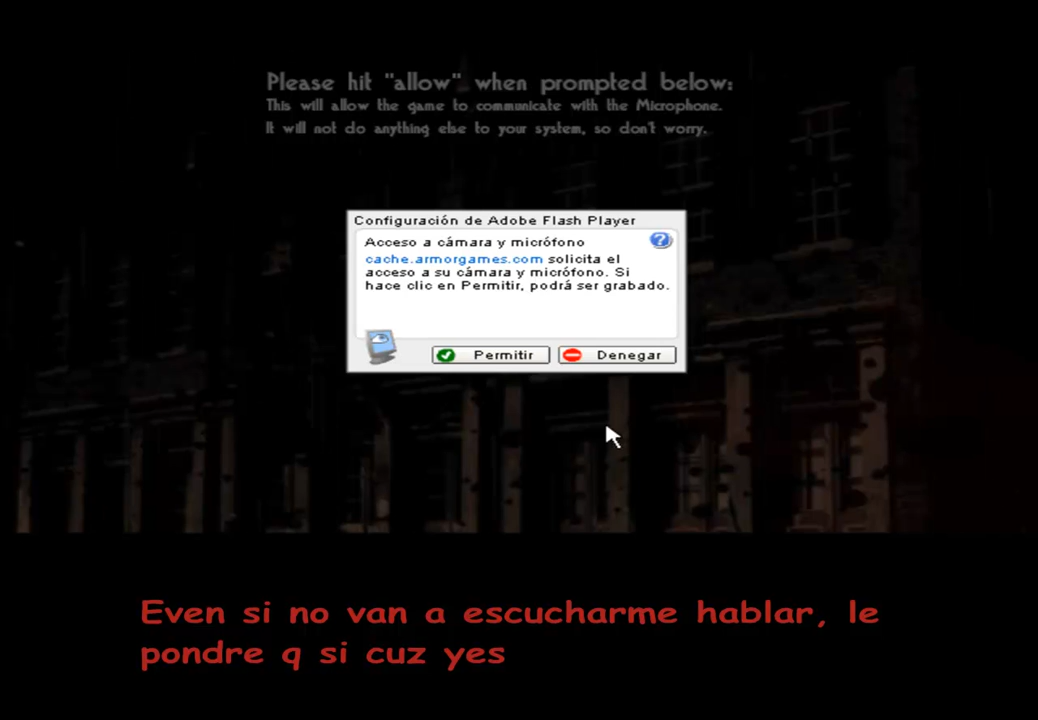 Please hit "allow" when prompted below:
This will allow the game to communicate with the Microphone.
It will not do anything else to your system, so don't worry.
Configuración de Adobe Flash Player
Acceso a cámara y micrófono
cache.armorgames.com solicita el
acceso a su cámara y micrófono. Si
hace clic en Permitir, podrá ser grabado.
Permitir Denegar
Even si no van a escucharme hablar, le
pondre q si cuz yes